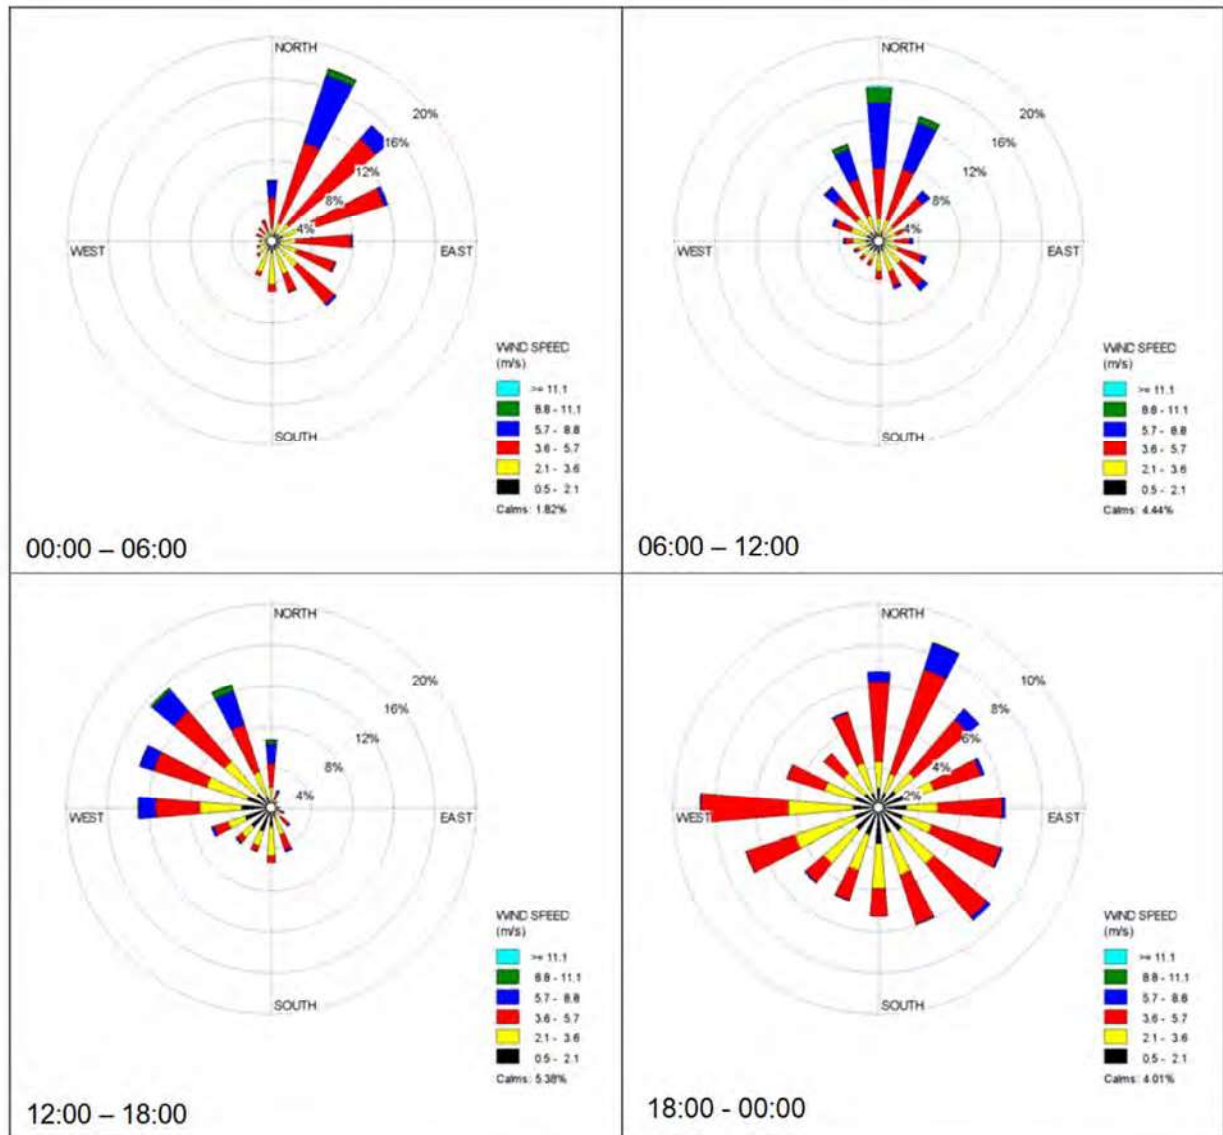 NORTH
20%
16%
12%
8%
4%
WEST
EAST
SOUTH
WIND SPEED
(m/s)
>= 11.1
8.8 - 11.1
5.7 - 8.8
3.6 - 5.7
2.1 - 3.6
0.5 - 2.1
Calms: 1.82%
00:00 – 06:00
NORTH
20%
16%
12%
8%
4%
WEST
EAST
SOUTH
WIND SPEED
(m/s)
>= 11.1
8.8 - 11.1
5.7 - 8.8
3.6 - 5.7
2.1 - 3.6
0.5 - 2.1
Calms: 4.44%
06:00 – 12:00
NORTH
20%
16%
12%
8%
4%
WEST
EAST
SOUTH
WIND SPEED
(m/s)
>= 11.1
8.8 - 11.1
5.7 - 8.8
3.6 - 5.7
2.1 - 3.6
0.5 - 2.1
Calms: 5.38%
12:00 – 18:00
NORTH
10%
8%
6%
4%
2%
WEST
EAST
SOUTH
WIND SPEED
(m/s)
>= 11.1
8.8 - 11.1
5.7 - 8.8
3.6 - 5.7
2.1 - 3.6
0.5 - 2.1
Calms: 4.01%
18:00 - 00:00